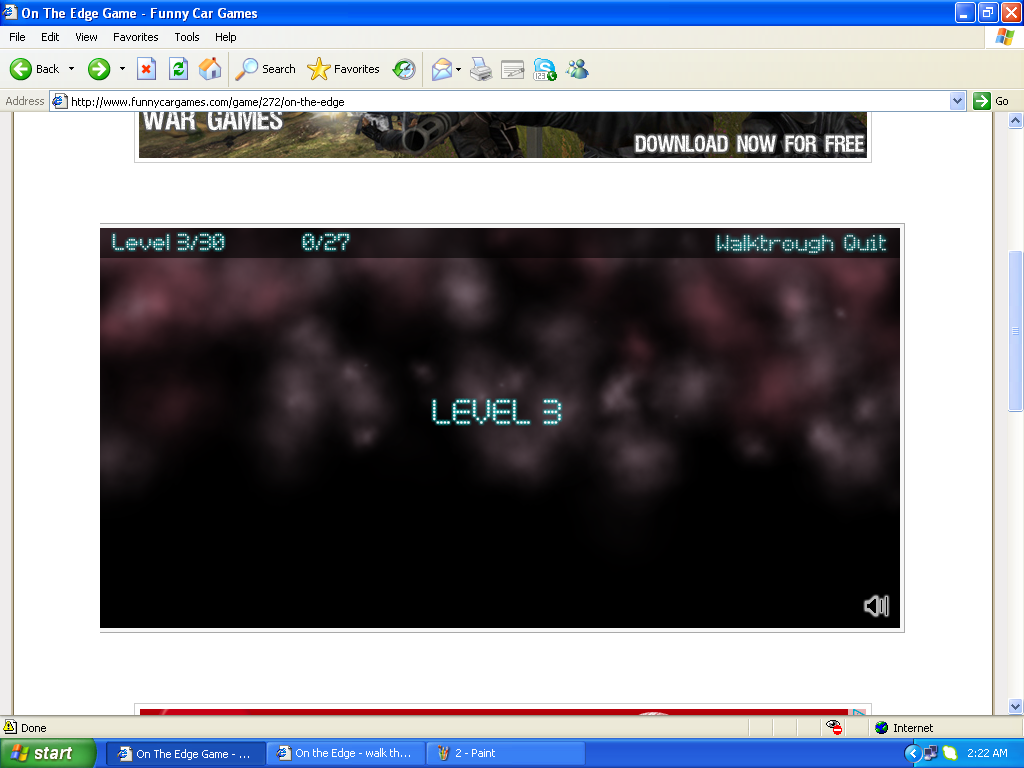 On The Edge Game - Funny Car Games
File Edit View Favorites Tools Help
Back Search Favorites
Address http://www.funnycargames.com/game/272/on-the-edge Go
WAR GAMES
DOWNLOAD NOW FOR FREE
Level 3/30 0/27 Walktrough Quit
LEVEL 3
Done Internet
start On The Edge Game - ... On the Edge - walk th... 2 - Paint 2:22 AM